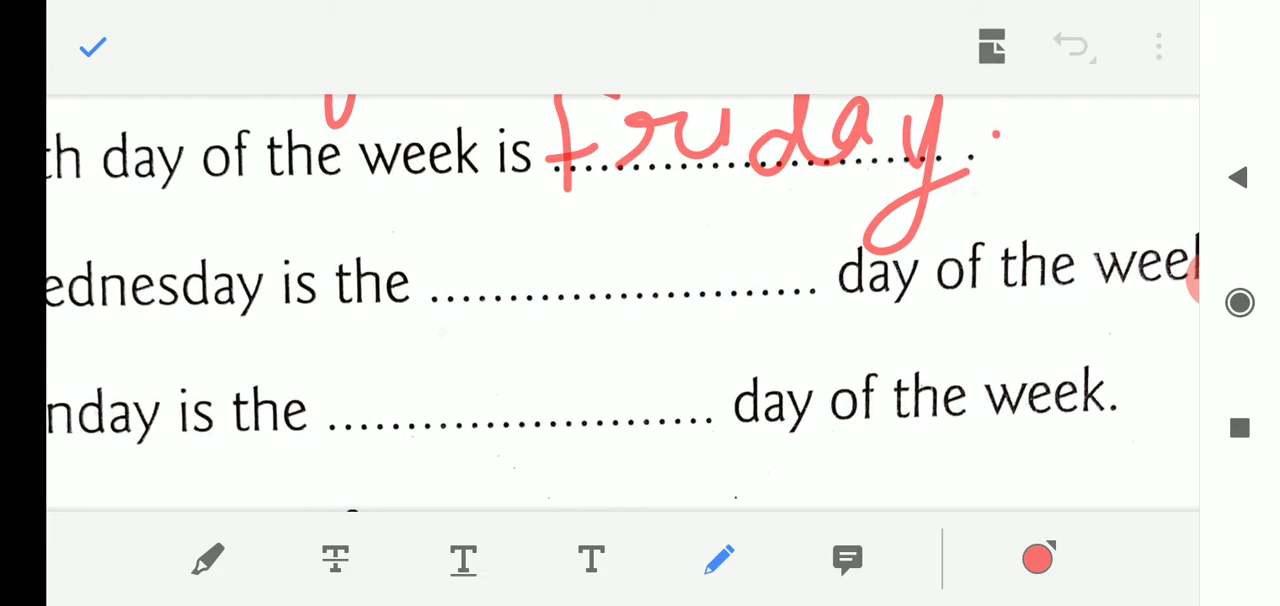 th day of the week is Friday.
ednesday is the ........................ day of the week
nday is the ........................ day of the week.